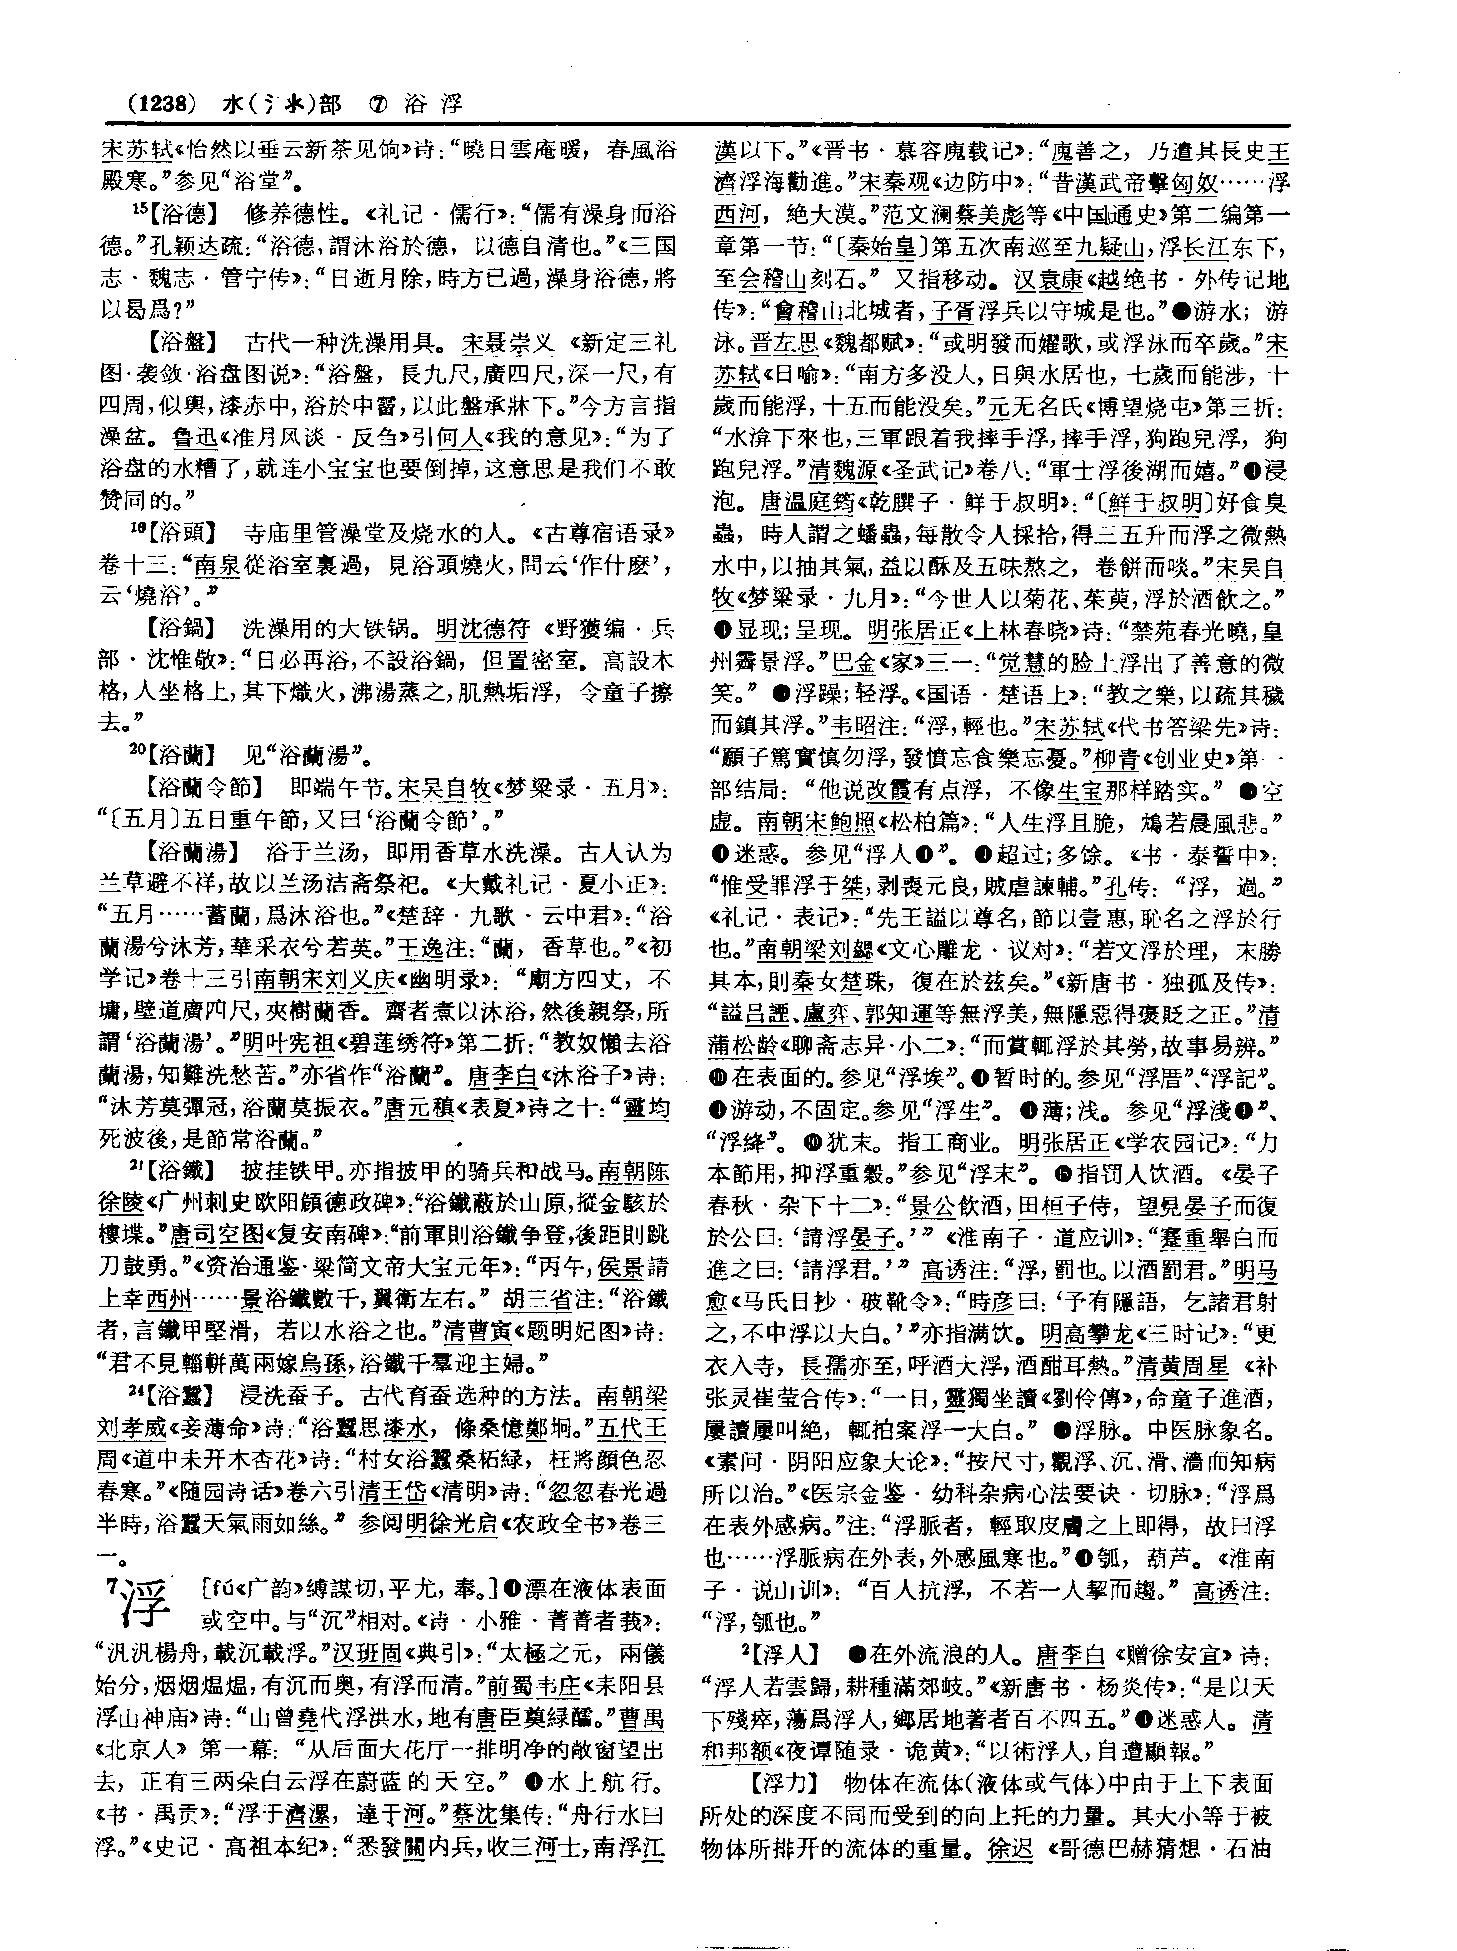 (1238) 水(氵氺)部 ⑦ 浴 浮
宋苏轼《怡然以垂云新茶见饷》诗：“曉日雲庵暖，春風浴
殿寒。”参见“浴堂”。
15【浴德】 修养德性。《礼记·儒行》：“儒有澡身而浴
德。”孔颖达疏：“浴德，謂沐浴於德，以德自清也。”《三国
志·魏志·管宁传》：“日逝月除，時方已過，澡身浴德，將
以曷爲？”
【浴盤】 古代一种洗澡用具。宋聂崇义《新定三礼
图·袭敛·浴盘图说》：“浴盤，長九尺，廣四尺，深一尺，有
四周，似輿，漆赤中，浴於中霤，以此盤承牀下。”今方言指
澡盆。鲁迅《准月风谈·反刍》引何人《我的意见》：“为了
浴盘的水糟了，就连小宝宝也要倒掉，这意思是我们不敢
赞同的。”
16【浴頭】 寺庙里管澡堂及烧水的人。《古尊宿语录》
卷十三：“南泉從浴室裏過，見浴頭燒火，問云‘作什麽’，
云‘燒浴’。”
【浴鍋】 洗澡用的大铁锅。明沈德符《野獲编·兵
部·沈惟敬》：“日必再浴，不設浴鍋，但置密室。高設木
格，人坐格上，其下熾火，沸湯蒸之，肌熱垢浮，令童子擦
去。”
20【浴蘭】 见“浴蘭湯”。
【浴蘭令節】 即端午节。宋吴自牧《梦粱录·五月》：
“〔五月〕五日重午節，又曰‘浴蘭令節’。”
【浴蘭湯】 浴于兰汤，即用香草水洗澡。古人认为
兰草避不祥，故以兰汤洁斋祭祀。《大戴礼记·夏小正》：
“五月……蓄蘭，爲沐浴也。”《楚辞·九歌·云中君》：“浴
蘭湯兮沐芳，華采衣兮若英。”王逸注：“蘭，香草也。”《初
学记》卷十三引南朝宋刘义庆《幽明录》：“廟方四丈，不
墉，壁道廣四尺，夾樹蘭香。齋者煮以沐浴，然後親祭，所
謂‘浴蘭湯’。”明叶宪祖《碧莲绣符》第二折：“教奴懶去浴
蘭湯，知難洗愁苦。”亦省作“浴蘭”。唐李白《沐浴子》诗：
“沐芳莫彈冠，浴蘭莫振衣。”唐元稹《表夏》诗之十：“靈均
死波後，是節常浴蘭。”
21【浴鐵】 披挂铁甲。亦指披甲的骑兵和战马。南朝陈
徐陵《广州刺史欧阳頠德政碑》：“浴鐵蔽於山原，摐金駭於
樓堞。”唐司空图《复安南碑》：“前軍則浴鐵争登，後距則跳
刀鼓勇。”《资治通鉴·梁简文帝大宝元年》：“丙午，侯景請
上幸西州……景浴鐵數千，翼衛左右。”胡三省注：“浴鐵
者，言鐵甲堅滑，若以水浴之也。”清曹寅《题明妃图》诗：
“君不見輜軿萬兩嫁烏孫，浴鐵千羣迎主婦。”
24【浴蠶】 浸洗蚕子。古代育蚕选种的方法。南朝梁
刘孝威《妾薄命》诗：“浴蠶思漆水，條桑憶鄭坰。”五代王
周《道中未开木杏花》诗：“村女浴蠶桑柘緑，枉將顔色忍
春寒。”《随园诗话》卷六引清王岱《清明》诗：“忽忽春光過
半時，浴蠶天氣雨如絲。”参阅明徐光启《农政全书》卷三
一。
7浮 [fú《广韵》縛謀切，平尤，奉。]❶漂在液体表面
或空中。与“沉”相对。《诗·小雅·菁菁者莪》：
“汎汎楊舟，載沉載浮。”汉班固《典引》：“太極之元，兩儀
始分，烟烟熅熅，有沉而奥，有浮而清。”前蜀韦庄《耒阳县
浮山神庙》诗：“山曾堯代浮洪水，地有唐臣奠緑醽。”曹禺
《北京人》第一幕：“从后面大花厅一排明净的敞窗望出
去，正有三两朵白云浮在蔚蓝的天空。”❷水上航行。
《书·禹贡》：“浮于濟漯，達于河。”蔡沈集传：“舟行水曰
浮。”《史记·高祖本纪》：“悉發關内兵，收三河士，南浮江
漢以下。”《晋书·慕容廆载记》：“廆善之，乃遣其長史王
濟浮海勸進。”宋秦观《边防中》：“昔漢武帝擊匈奴……浮
西河，絶大漠。”范文澜蔡美彪等《中国通史》第二编第一
章第一节：“〔秦始皇〕第五次南巡至九疑山，浮长江东下，
至会稽山刻石。”又指移动。汉袁康《越绝书·外传记地
传》：“會稽山北城者，子胥浮兵以守城是也。”❸游水；游
泳。晋左思《魏都赋》：“或明發而嬥歌，或浮泳而卒歲。”宋
苏轼《日喻》：“南方多没人，日與水居也，七歲而能涉，十
歲而能浮，十五而能没矣。”元无名氏《博望烧屯》第三折：
“水渰下來也，三軍跟着我摔手浮，摔手浮，狗跑兒浮，狗
跑兒浮。”清魏源《圣武记》卷八：“軍士浮後湖而嬉。”❹浸
泡。唐温庭筠《乾𦠆子·鲜于叔明》：“〔鮮于叔明〕好食臭
蟲，時人謂之蟠蟲，每散令人採拾，得三五升而浮之微熱
水中，以抽其氣，益以酥及五味熬之，卷餅而啖。”宋吴自
牧《梦粱录·九月》：“今世人以菊花、茱萸，浮於酒飲之。”
❺显现；呈现。明张居正《上林春晓》诗：“禁苑春光曉，皇
州霽景浮。”巴金《家》三一：“觉慧的脸上浮出了善意的微
笑。”❻浮躁；轻浮。《国语·楚语上》：“教之樂，以疏其穢
而鎮其浮。”韦昭注：“浮，輕也。”宋苏轼《代书答梁先》诗：
“願子篤實慎勿浮，發憤忘食樂忘憂。”柳青《创业史》第一
部结局：“他说改霞有点浮，不像生宝那样踏实。”❼空
虚。南朝宋鲍照《松柏篇》：“人生浮且脆，鴆若晨風悲。”
❽迷惑。参见“浮人❷”。❾超过；多馀。《书·泰誓中》：
“惟受罪浮于桀，剥喪元良，賊虐諫輔。”孔传：“浮，過。”
《礼记·表记》：“先王謚以尊名，節以壹惠，恥名之浮於行
也。”南朝梁刘勰《文心雕龙·议对》：“若文浮於理，末勝
其本，則秦女楚珠，復在於兹矣。”《新唐书·独孤及传》：
“謚吕諲、盧弈、郭知運等無浮美，無隱惡得褒貶之正。”清
蒲松龄《聊斋志异·小二》：“而賞輒浮於其勞，故事易辨。”
❿在表面的。参见“浮埃”。⓫暂时的。参见“浮厝”、“浮記”。
⓬游动，不固定。参见“浮生”。⓭薄；浅。参见“浮淺❶”、
“浮絳”。⓮犹末。指工商业。明张居正《学农园记》：“力
本節用，抑浮重穀。”参见“浮末”。⓯指罚人饮酒。《晏子
春秋·杂下十二》：“景公飲酒，田桓子侍，望見晏子而復
於公曰：‘請浮晏子。’”《淮南子·道应训》：“蹇重舉白而
進之曰：‘請浮君。’”高诱注：“浮，罰也。以酒罰君。”明马
愈《马氏日抄·破靴令》：“時彦曰：‘予有隱語，乞諸君射
之，不中浮以大白。’”亦指满饮。明高攀龙《三时记》：“更
衣入寺，長孺亦至，呼酒大浮，酒酣耳熱。”清黄周星《补
张灵崔莹合传》：“一日，靈獨坐讀《劉伶傳》，命童子進酒，
屢讀屢叫絶，輒拍案浮一大白。”⓰浮脉。中医脉象名。
《素问·阴阳应象大论》：“按尺寸，觀浮、沉、滑、濇而知病
所以治。”《医宗金鉴·幼科杂病心法要诀·切脉》：“浮爲
在表外感病。”注：“浮脈者，輕取皮膚之上即得，故曰浮
也……浮脈病在外表，外感風寒也。”⓱瓠，葫芦。《淮南
子·说山训》：“百人抗浮，不若一人挈而趨。”高诱注：
“浮，瓠也。”
2【浮人】 ❶在外流浪的人。唐李白《赠徐安宜》诗：
“浮人若雲歸，耕種滿郊岐。”《新唐书·杨炎传》：“是以天
下殘瘁，蕩爲浮人，鄉居地著者百不四五。”❷迷惑人。清
和邦额《夜谭随录·诡黄》：“以術浮人，自遭顯報。”
【浮力】 物体在流体(液体或气体)中由于上下表面
所处的深度不同而受到的向上托的力量。其大小等于被
物体所排开的流体的重量。徐迟《哥德巴赫猜想·石油